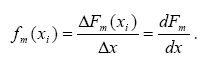 f_m(x_i) = ΔF_m(x_i)/Δx = dF_m/dx .